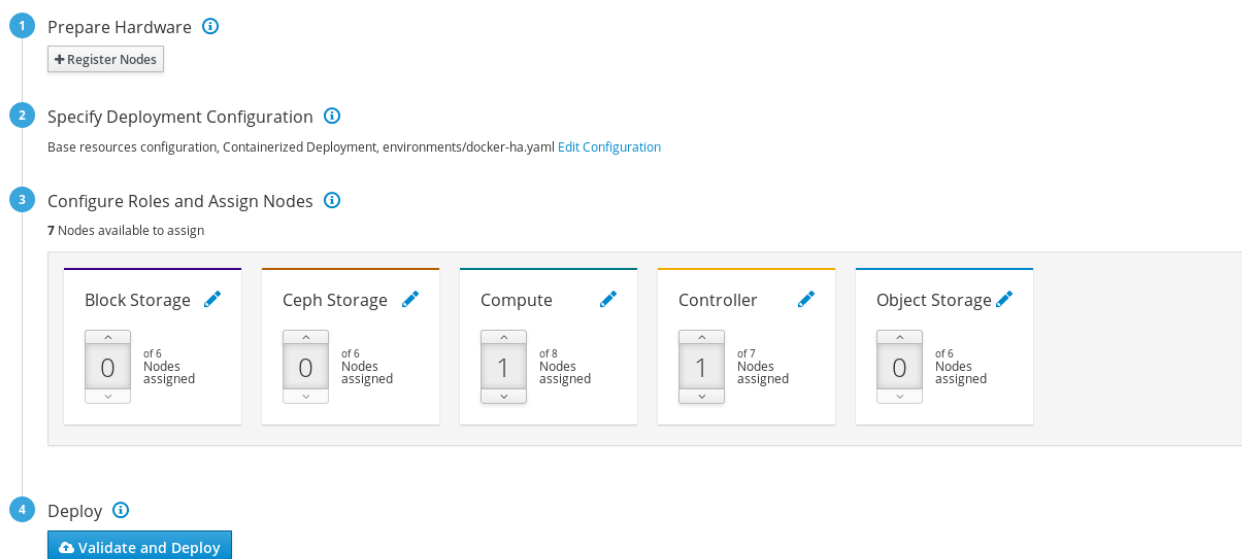 1 Prepare Hardware
+ Register Nodes
2 Specify Deployment Configuration
Base resources configuration, Containerized Deployment, environments/docker-ha.yaml Edit Configuration
3 Configure Roles and Assign Nodes
7 Nodes available to assign
Block Storage
0
of 6
Nodes
assigned
Ceph Storage
0
of 6
Nodes
assigned
Compute
1
of 8
Nodes
assigned
Controller
1
of 7
Nodes
assigned
Object Storage
0
of 6
Nodes
assigned
4 Deploy
Validate and Deploy